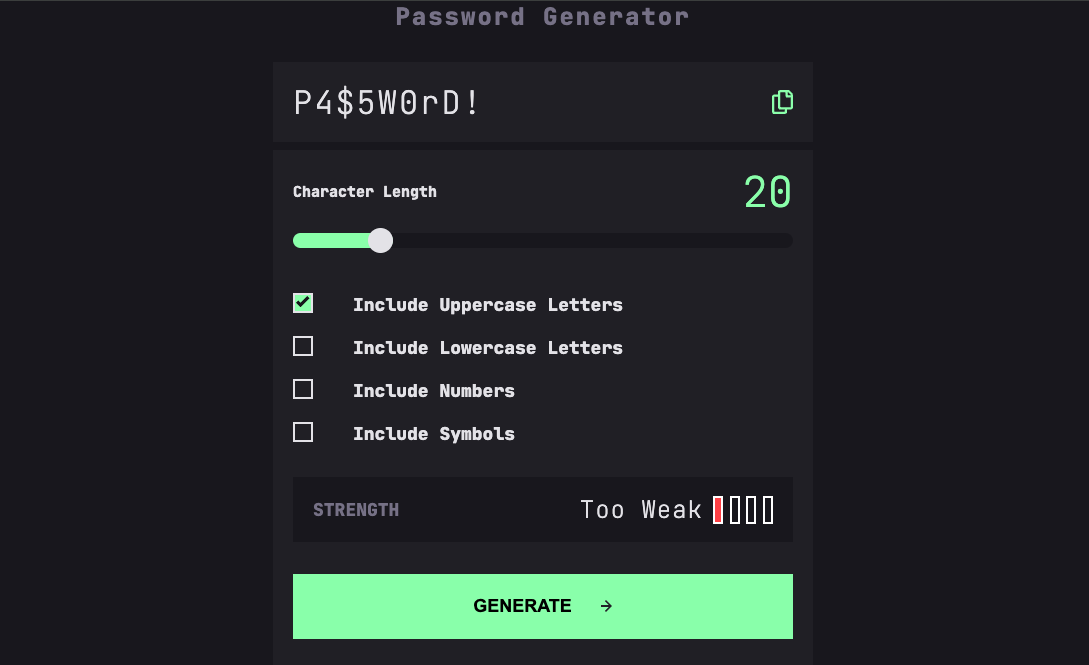 Password Generator
P4$5W0rD!
Character Length 20
Include Uppercase Letters
Include Lowercase Letters
Include Numbers
Include Symbols
STRENGTH Too Weak
GENERATE →